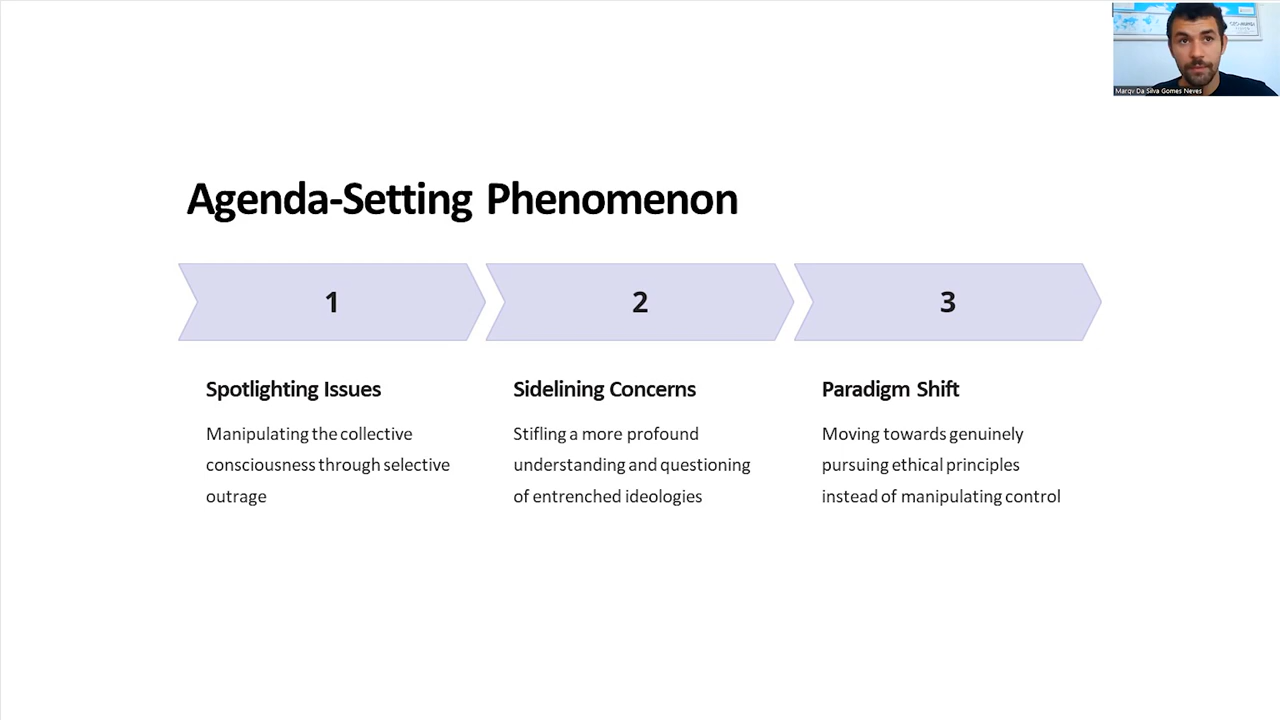 Marqv Da Silva Gomes Neves
Agenda-Setting Phenomenon
1
2
3
Spotlighting Issues
Manipulating the collective
consciousness through selective
outrage
Sidelining Concerns
Stifling a more profound
understanding and questioning
of entrenched ideologies
Paradigm Shift
Moving towards genuinely
pursuing ethical principles
instead of manipulating control